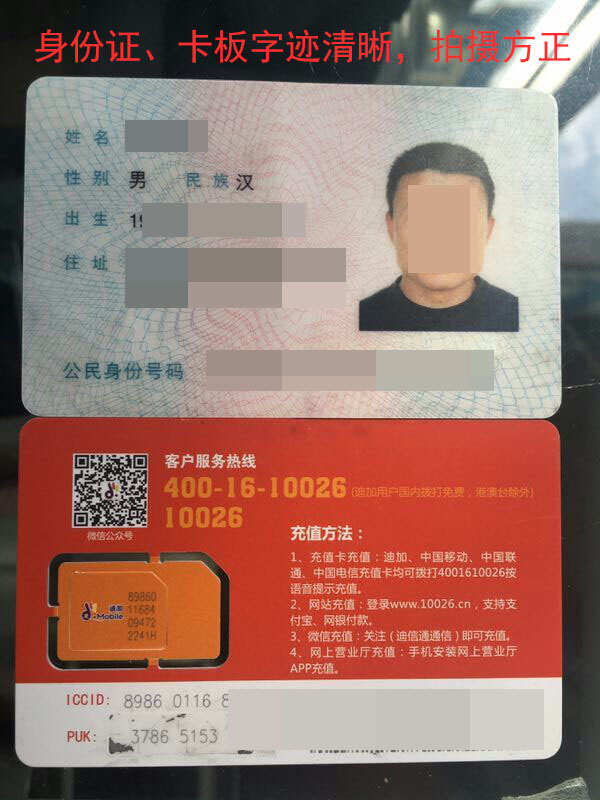 身份证、卡板字迹清晰，拍摄方正
姓名
性别 男 民族 汉
出生 19
住址
公民身份号码
客户服务热线
400-16-10026(迪加用户国内拨打免费，港澳台除外)
10026
微信公众号
充值方法：
1、充值卡充值：迪加、中国移动、中国联
通、中国电信充值卡均可拨打4001610026按
语音提示充值。
2、网站充值：登录www.10026.cn，支持支
付宝、网银付款。
3、微信充值：关注（迪信通通信）即可充值。
4、网上营业厅充值：手机安装网上营业厅
APP充值。
迪加
Mobile
89860
11684
09472
2241H
ICCID: 8986 0116 8
PUK: 3786 5153